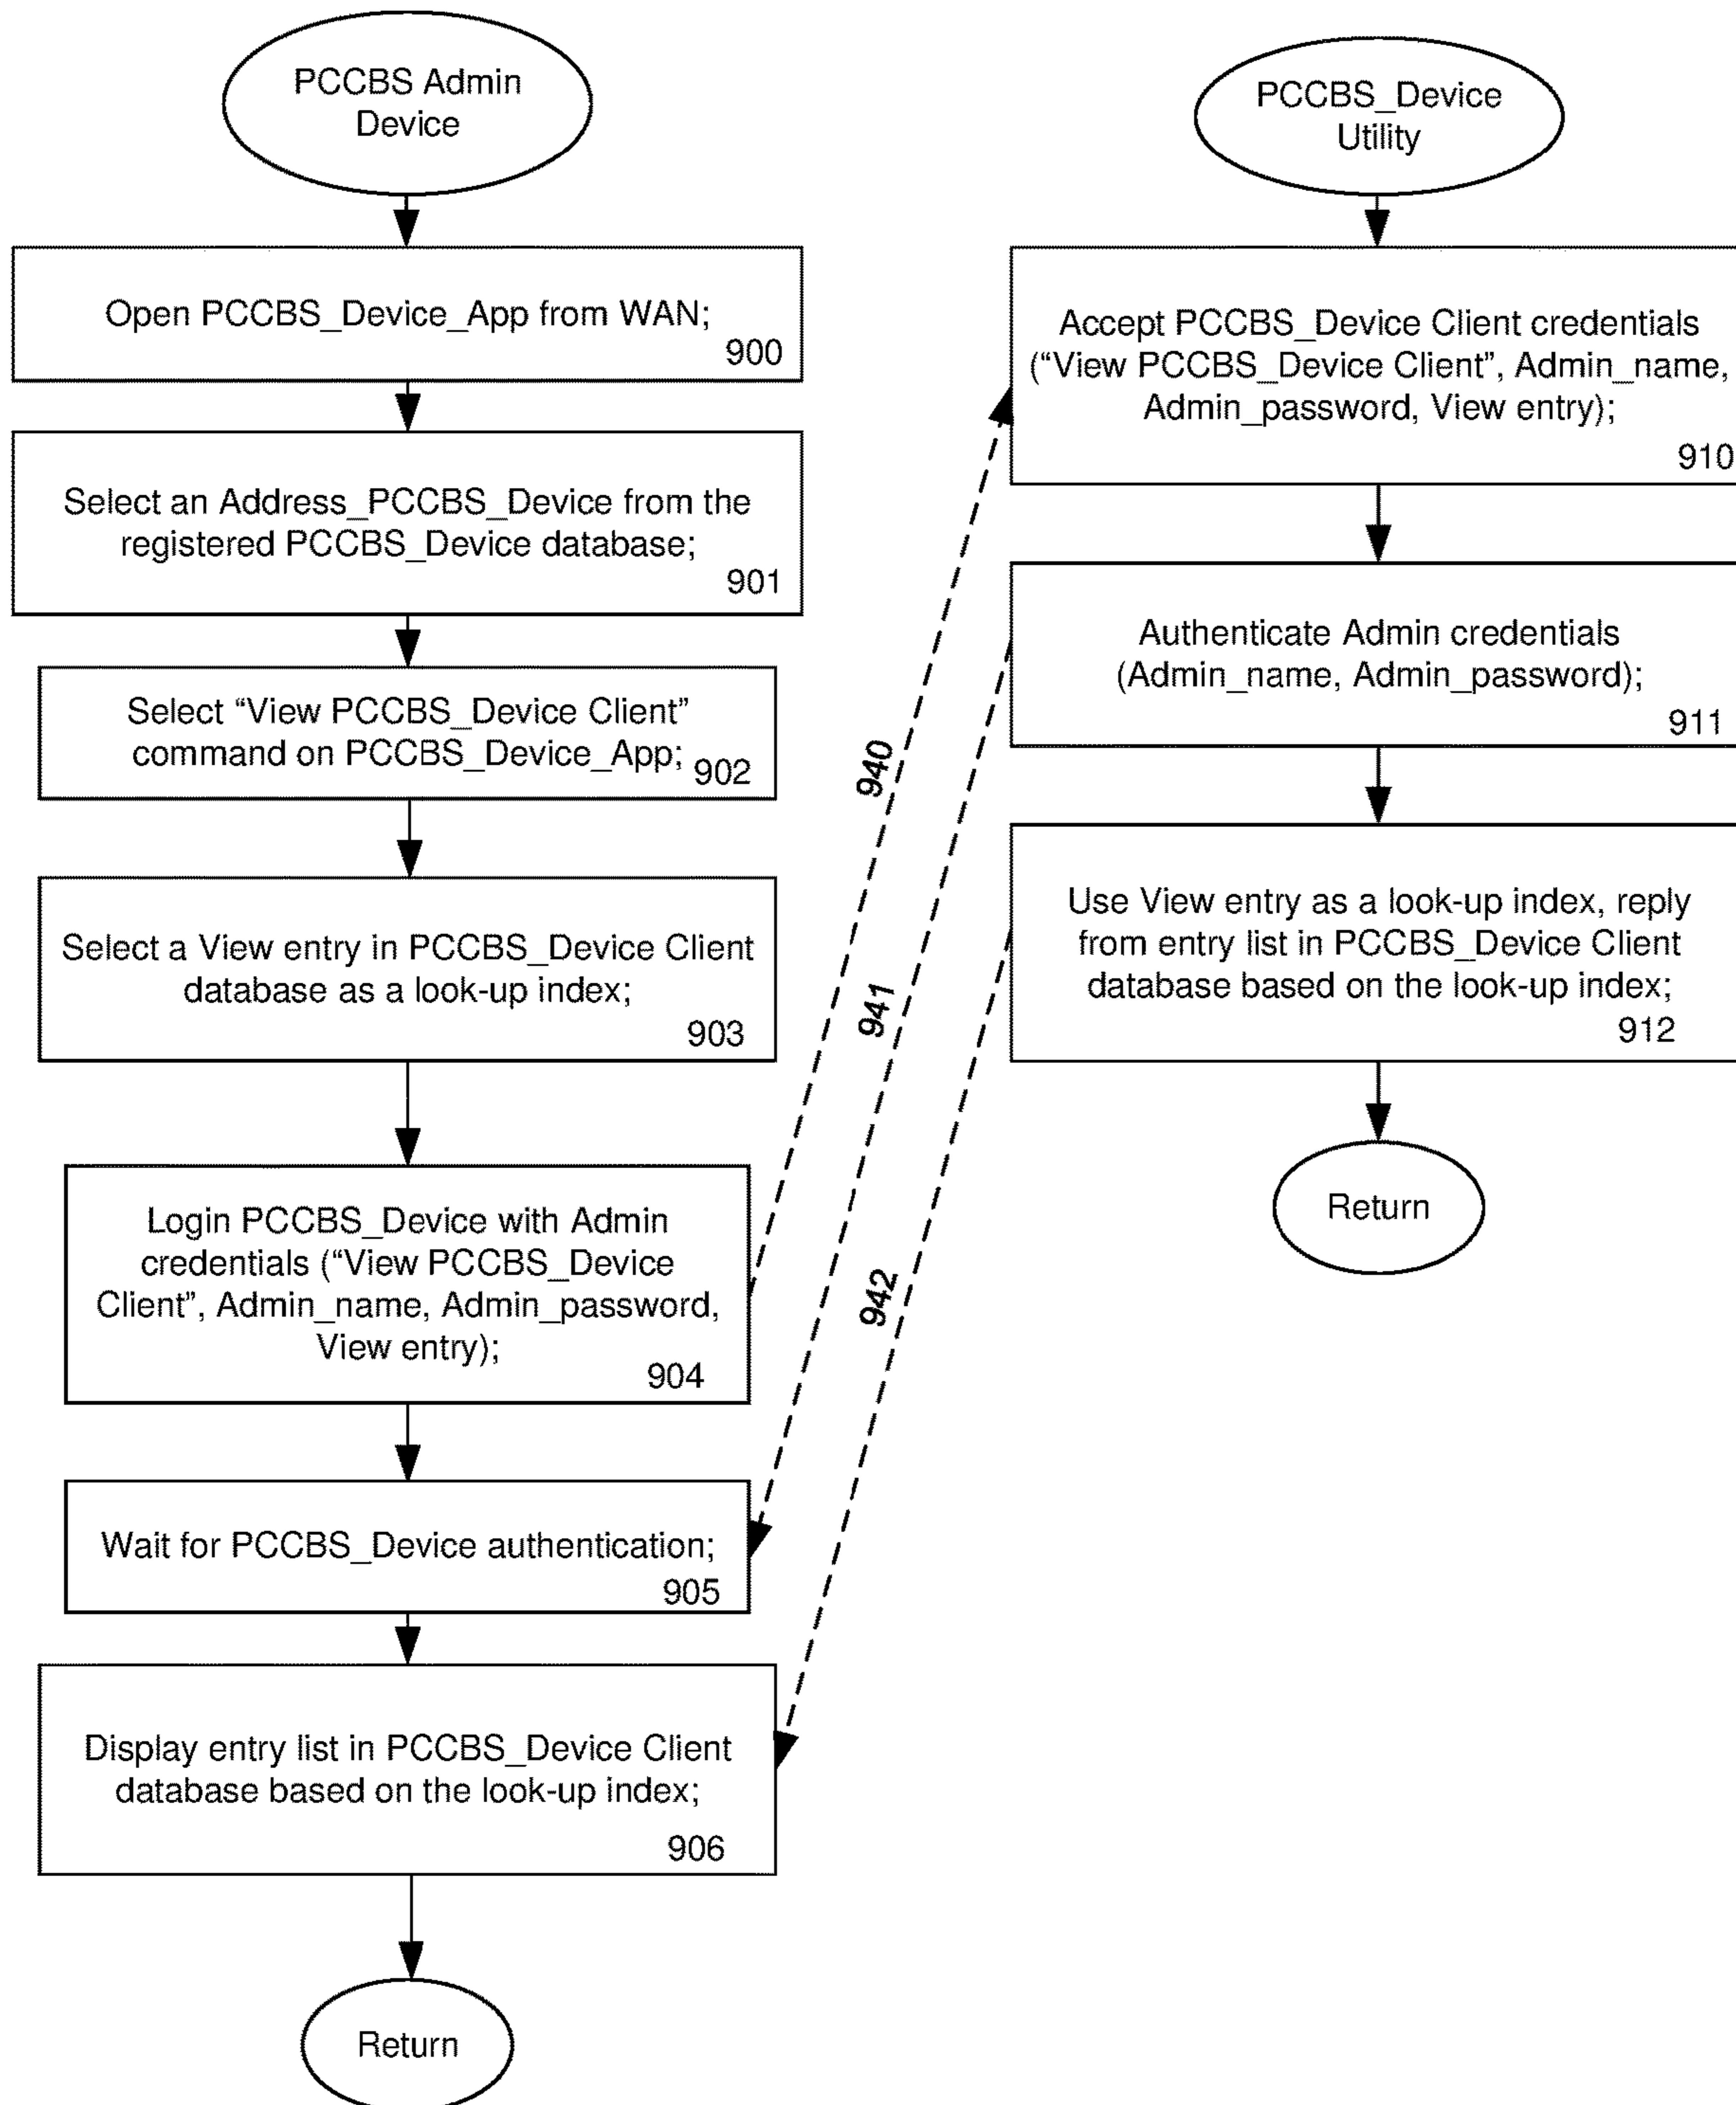 PCCBS Admin
Device
Open PCCBS_Device_App from WAN;
900
Select an Address_PCCBS_Device from the
registered PCCBS_Device database;
901
Select “View PCCBS_Device Client”
command on PCCBS_Device_App;
902
Select a View entry in PCCBS_Device Client
database as a look-up index;
903
Login PCCBS_Device with Admin
credentials (“View PCCBS_Device
Client”, Admin_name, Admin_password,
View entry);
904
Wait for PCCBS_Device authentication;
905
Display entry list in PCCBS_Device Client
database based on the look-up index;
906
Return
940
941
942
PCCBS_Device
Utility
Accept PCCBS_Device Client credentials
(“View PCCBS_Device Client”, Admin_name,
Admin_password, View entry);
910
Authenticate Admin credentials
(Admin_name, Admin_password);
911
Use View entry as a look-up index, reply
from entry list in PCCBS_Device Client
database based on the look-up index;
912
Return